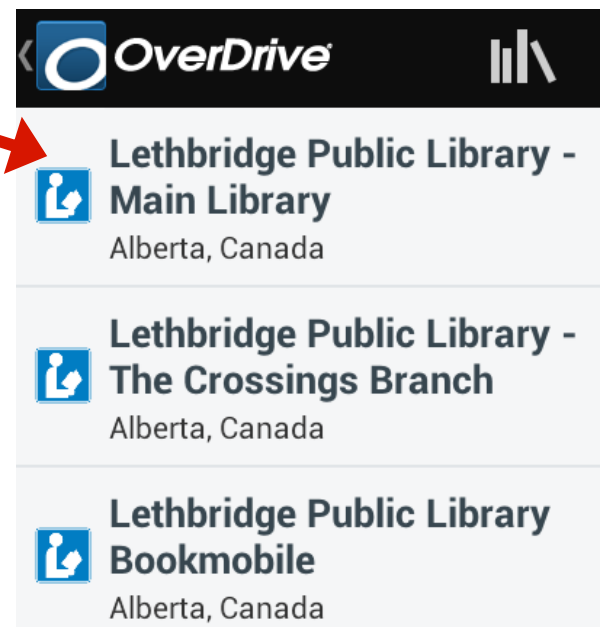 OverDrive
Lethbridge Public Library -
Main Library
Alberta, Canada
Lethbridge Public Library -
The Crossings Branch
Alberta, Canada
Lethbridge Public Library
Bookmobile
Alberta, Canada